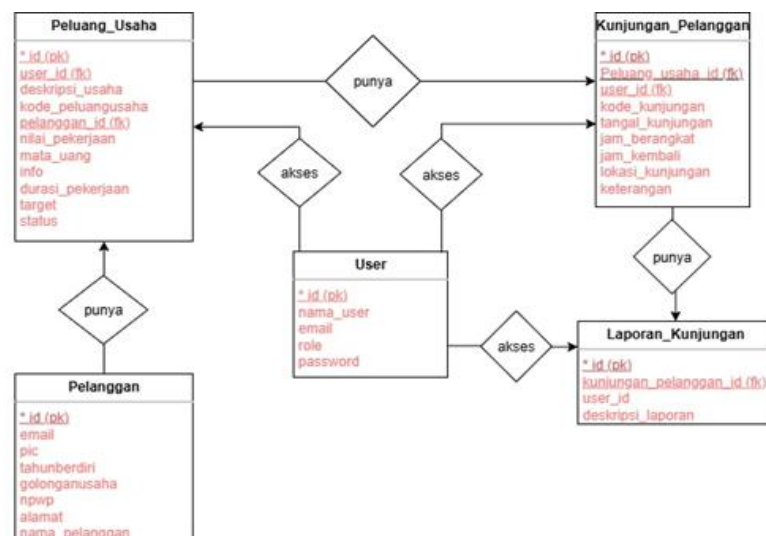 Peluang_Usaha
* id (pk)
user_id (fk)
deskripsi_usaha
kode_peluangusaha
pelanggan_id (fk)
nilai_pekerjaan
mata_uang
info
durasi_pekerjaan
target
status
punya
Kunjungan_Pelanggan
* id (pk)
Peluang_usaha_id (fk)
user_id (fk)
kode_kunjungan
tangal_kunjungan
jam_berangkat
jam_kembali
lokasi_kunjungan
keterangan
akses
akses
User
* id (pk)
nama_user
email
role
password
punya
punya
akses
Laporan_Kunjungan
* id (pk)
kunjungan_pelanggan_id (fk)
user_id
deskripsi_laporan
Pelanggan
* id (pk)
email
pic
tahunberdiri
golonganusaha
npwp
alamat
nama_pelanggan